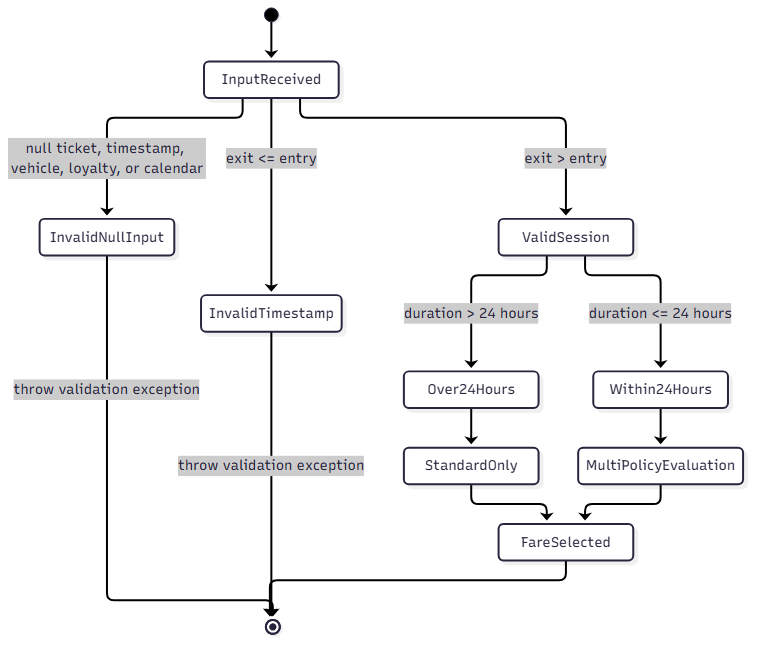 InputReceived
null ticket, timestamp,
vehicle, loyalty, or calendar
exit <= entry
exit > entry
InvalidNullInput
ValidSession
InvalidTimestamp
duration > 24 hours
duration <= 24 hours
throw validation exception
Over24Hours
Within24Hours
throw validation exception
StandardOnly
MultiPolicyEvaluation
FareSelected